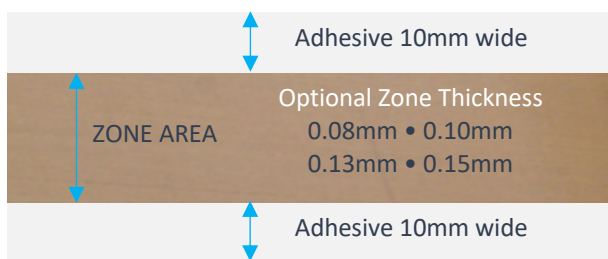 Adhesive 10mm wide
Optional Zone Thickness
ZONE AREA
0.08mm • 0.10mm
0.13mm • 0.15mm
Adhesive 10mm wide